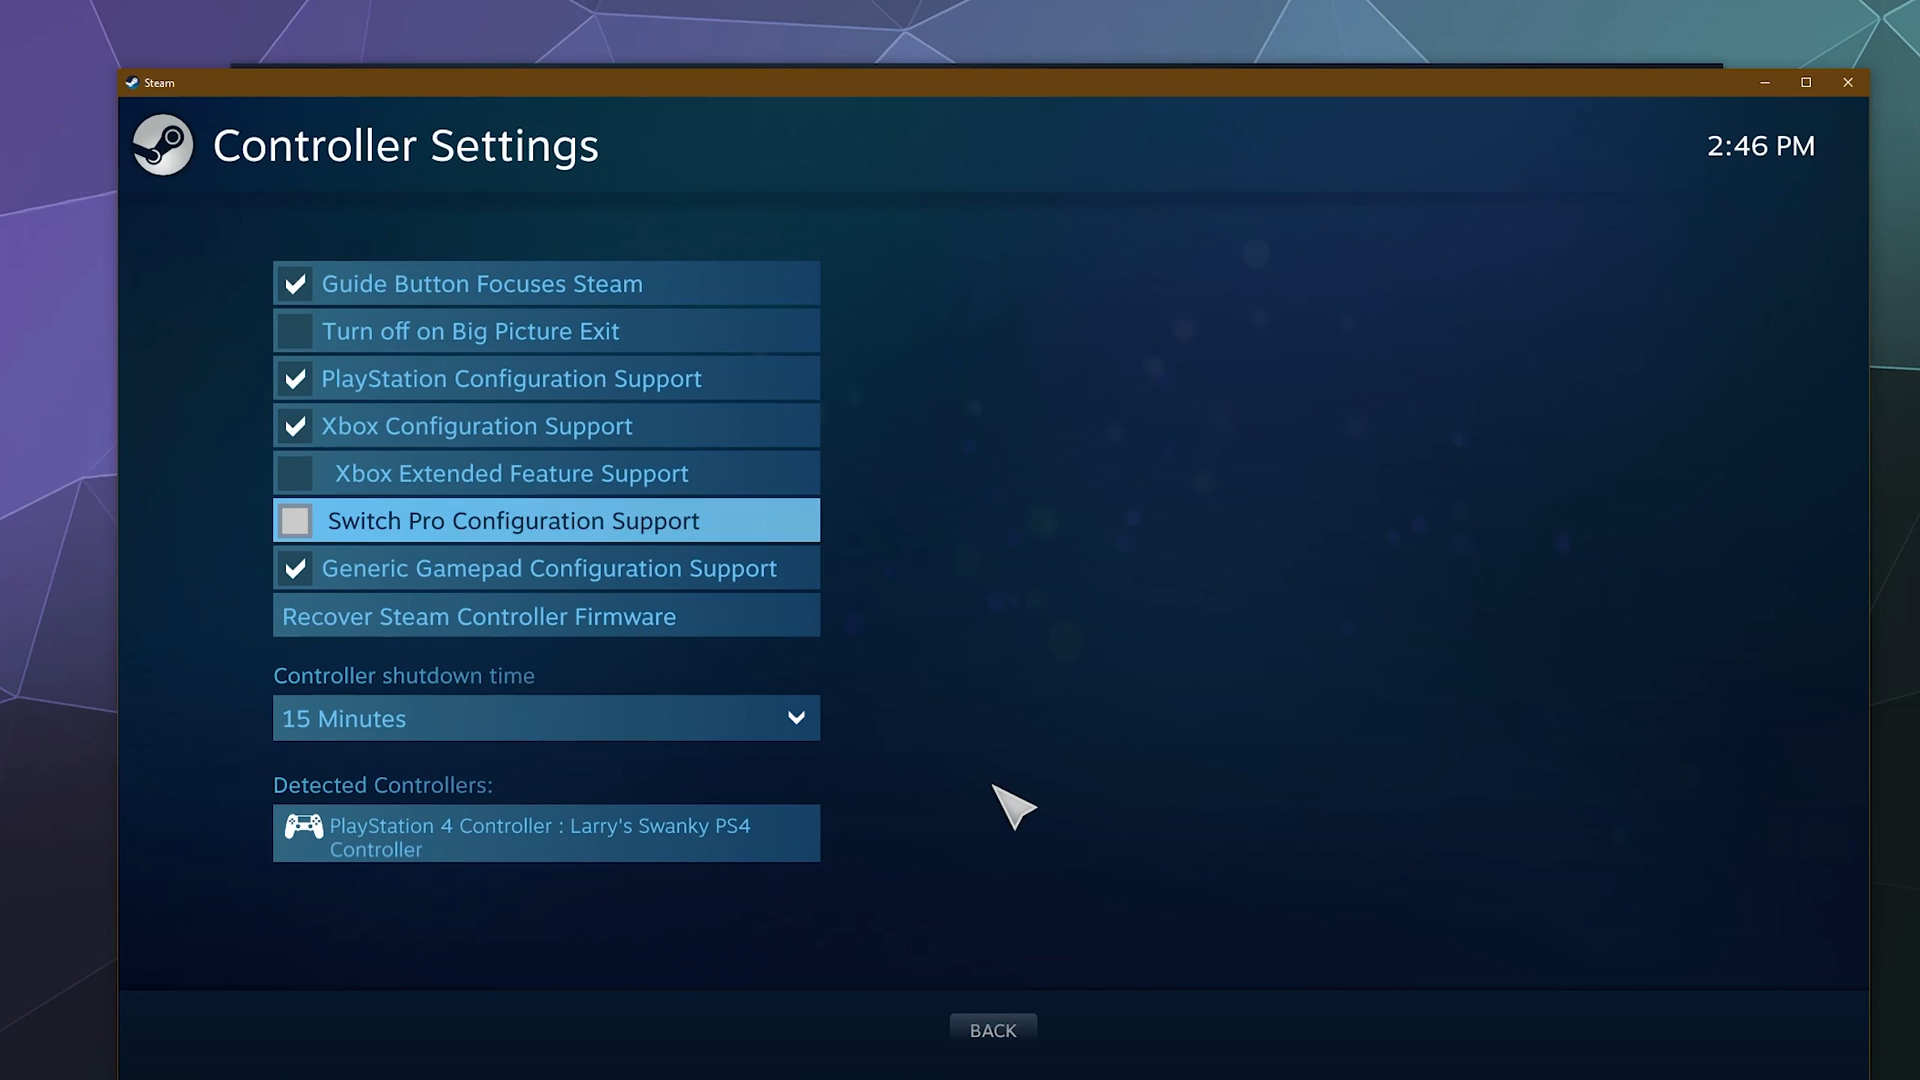 Steam
Controller Settings
2:46 PM
Guide Button Focuses Steam
Turn off on Big Picture Exit
PlayStation Configuration Support
Xbox Configuration Support
Xbox Extended Feature Support
Switch Pro Configuration Support
Generic Gamepad Configuration Support
Recover Steam Controller Firmware
Controller shutdown time
15 Minutes
Detected Controllers:
PlayStation 4 Controller : Larry's Swanky PS4
Controller
BACK